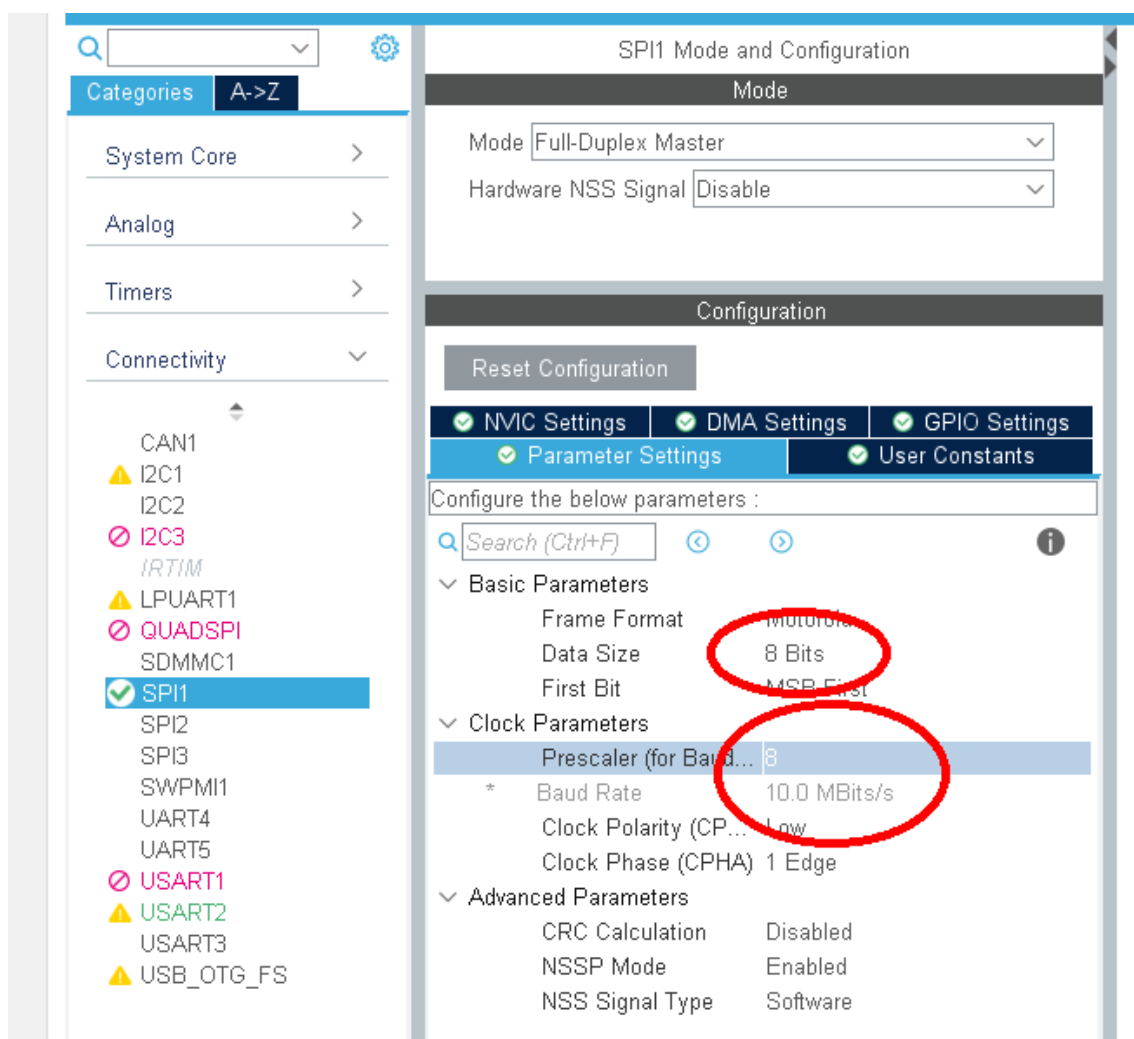 Categories
A->Z
System Core
Analog
Timers
Connectivity
CAN1
I2C1
I2C2
I2C3
IRTIM
LPUART1
QUADSPI
SDMMC1
SPI1
SPI2
SPI3
SWPMI1
UART4
UART5
USART1
USART2
USART3
USB_OTG_FS
SPI1 Mode and Configuration
Mode
Mode Full-Duplex Master
Hardware NSS Signal Disable
Configuration
Reset Configuration
NVIC Settings
DMA Settings
GPIO Settings
Parameter Settings
User Constants
Configure the below parameters :
Search (Ctrl+F)
Basic Parameters
Frame Format Motorola
Data Size 8 Bits
First Bit MSB First
Clock Parameters
Prescaler (for Baud... 8
* Baud Rate 10.0 MBits/s
Clock Polarity (CP... Low
Clock Phase (CPHA) 1 Edge
Advanced Parameters
CRC Calculation Disabled
NSSP Mode Enabled
NSS Signal Type Software